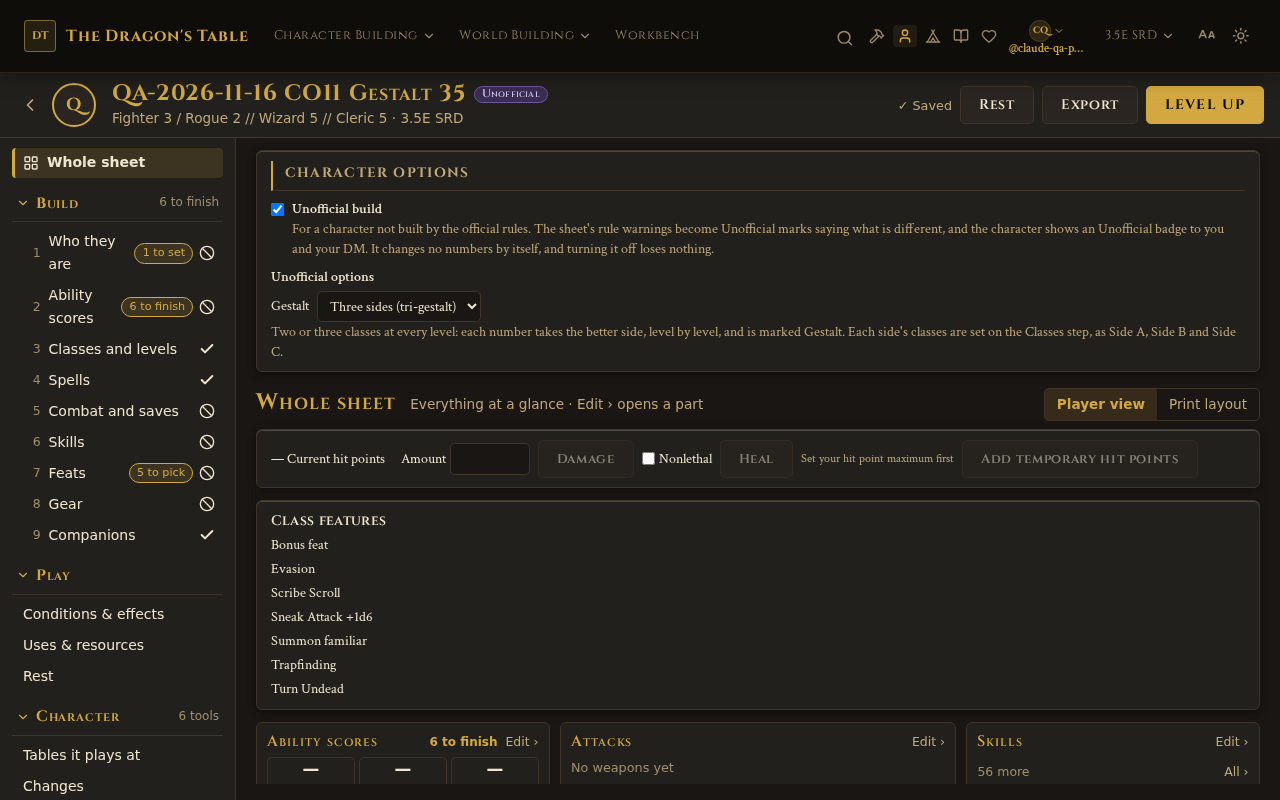 DT The Dragon's Table Character Building World Building Workbench CQ @claude-qa-p... 3.5E SRD AA
Q QA-2026-11-16 CO11 Gestalt 35 Unofficial
Fighter 3 / Rogue 2 // Wizard 5 // Cleric 5 · 3.5E SRD
✓ Saved Rest Export LEVEL UP
Whole sheet
Build 6 to finish
1 Who they are 1 to set
2 Ability scores 6 to finish
3 Classes and levels
4 Spells
5 Combat and saves
6 Skills
7 Feats 5 to pick
8 Gear
9 Companions
Play
Conditions & effects
Uses & resources
Rest
Character 6 tools
Tables it plays at
Changes
Character options
Unofficial build
For a character not built by the official rules. The sheet's rule warnings become Unofficial marks saying what is different, and the character shows an Unofficial badge to you
and your DM. It changes no numbers by itself, and turning it off loses nothing.
Unofficial options
Gestalt Three sides (tri-gestalt)
Two or three classes at every level: each number takes the better side, level by level, and is marked Gestalt. Each side's classes are set on the Classes step, as Side A, Side B and Side
C.
Whole sheet Everything at a glance · Edit › opens a part Player view Print layout
— Current hit points Amount Damage Nonlethal Heal Set your hit point maximum first Add temporary hit points
Class features
Bonus feat
Evasion
Scribe Scroll
Sneak Attack +1d6
Summon familiar
Trapfinding
Turn Undead
Ability scores 6 to finish Edit ›
— — —
Attacks Edit ›
No weapons yet
Skills Edit ›
56 more All ›